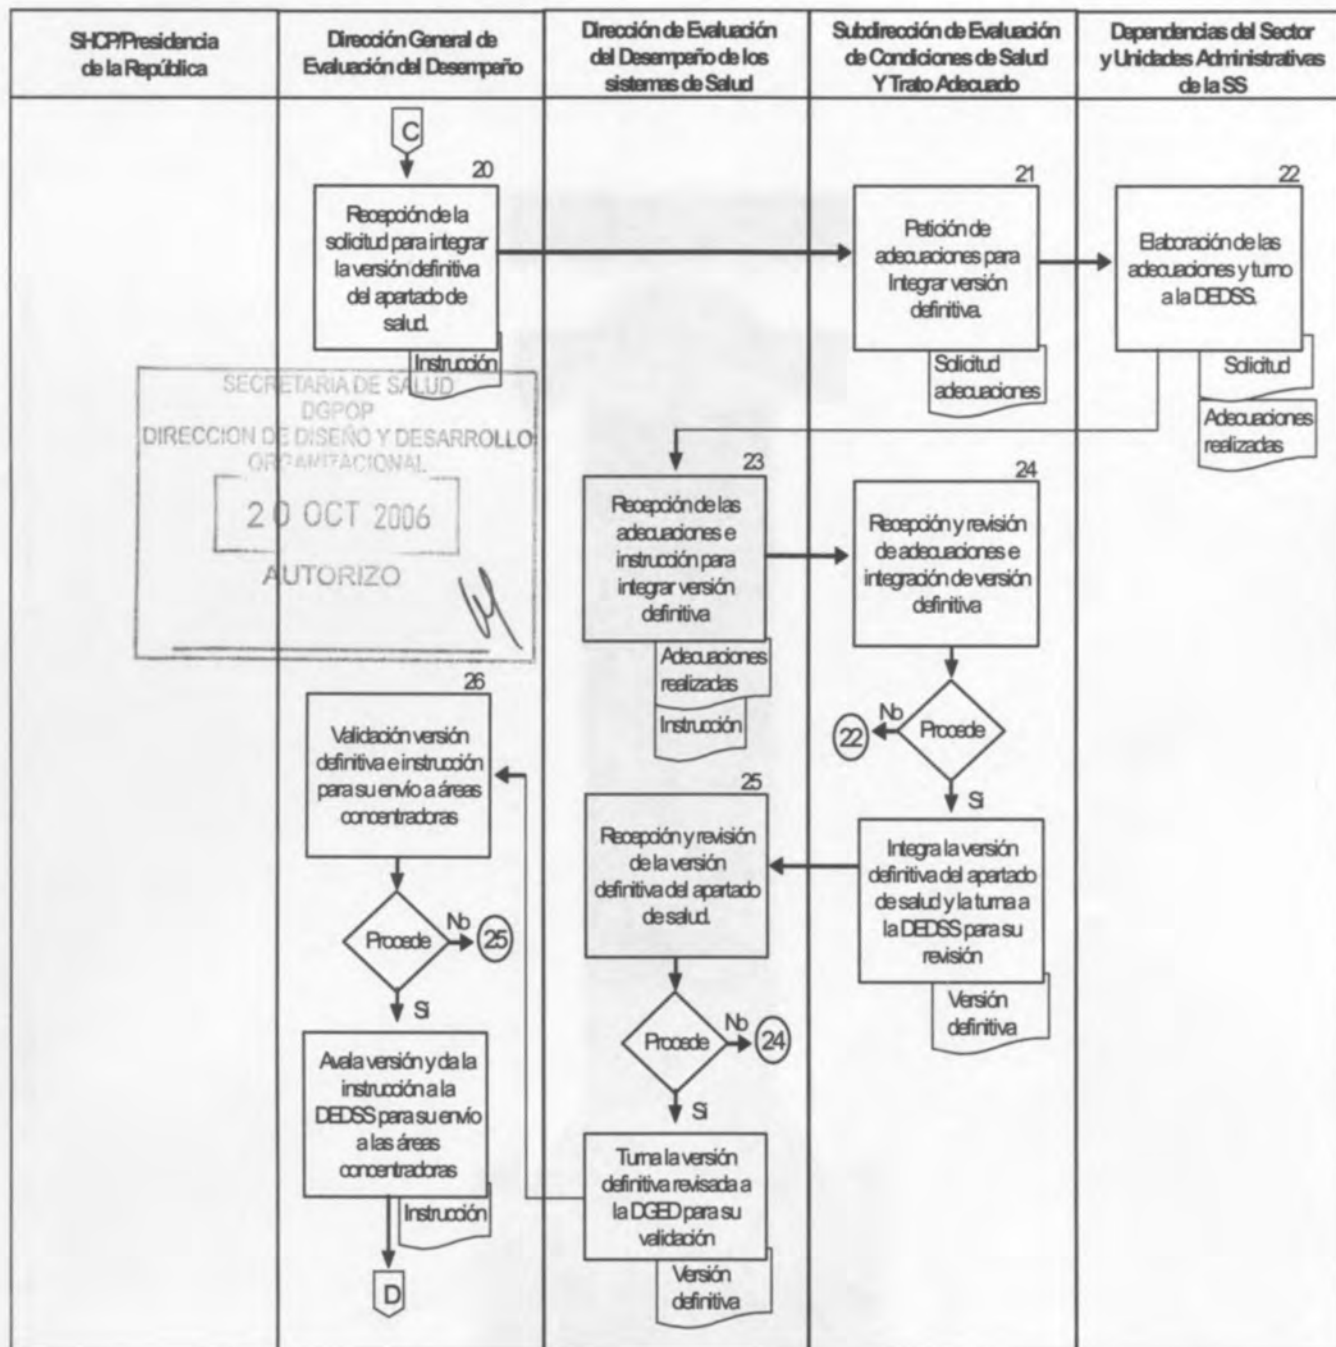 SHCP/Presidencia
de la República
Dirección General de
Evaluación del Desempeño
Dirección de Evaluación
del Desempeño de los
sistemas de Salud
Subdirección de Evaluación
de Condiciones de Salud
Y Trato Adecuado
Dependencias del Sector
y Unidades Administrativas
de la SS
C
20
Recepción de la
solicitud para integrar
la versión definitiva
del apartado de
salud.
Instrucción
21
Petición de
adecuaciones para
Integrar versión
definitiva.
Solicitud
adecuaciones
22
Elaboración de las
adecuaciones y turno
a la DEDSS.
Solicitud
Adecuaciones
realizadas
SECRETARIA DE SALUD
DGPOP
DIRECCION DE DISEÑO Y DESARROLLO
ORGANIZACIONAL
20 OCT 2006
AUTORIZO
23
Recepción de las
adecuaciones e
instrucción para
integrar versión
definitiva
Adecuaciones
realizadas
Instrucción
24
Recepción y revisión
de adecuaciones e
integración de versión
definitiva
Procede
No
22
Si
Integra la versión
definitiva del apartado
de salud y la turna a
la DEDSS para su
revisión
Versión
definitiva
25
Recepción y revisión
de la versión
definitiva del apartado
de salud.
Procede
No
24
Si
Turna la versión
definitiva revisada a
la DGED para su
validación
Versión
definitiva
26
Validación versión
definitiva e instrucción
para su envío a áreas
concentradoras
Procede
No
25
Si
Avala versión y da la
instrucción a la
DEDSS para su envío
a las áreas
concentradoras
Instrucción
D